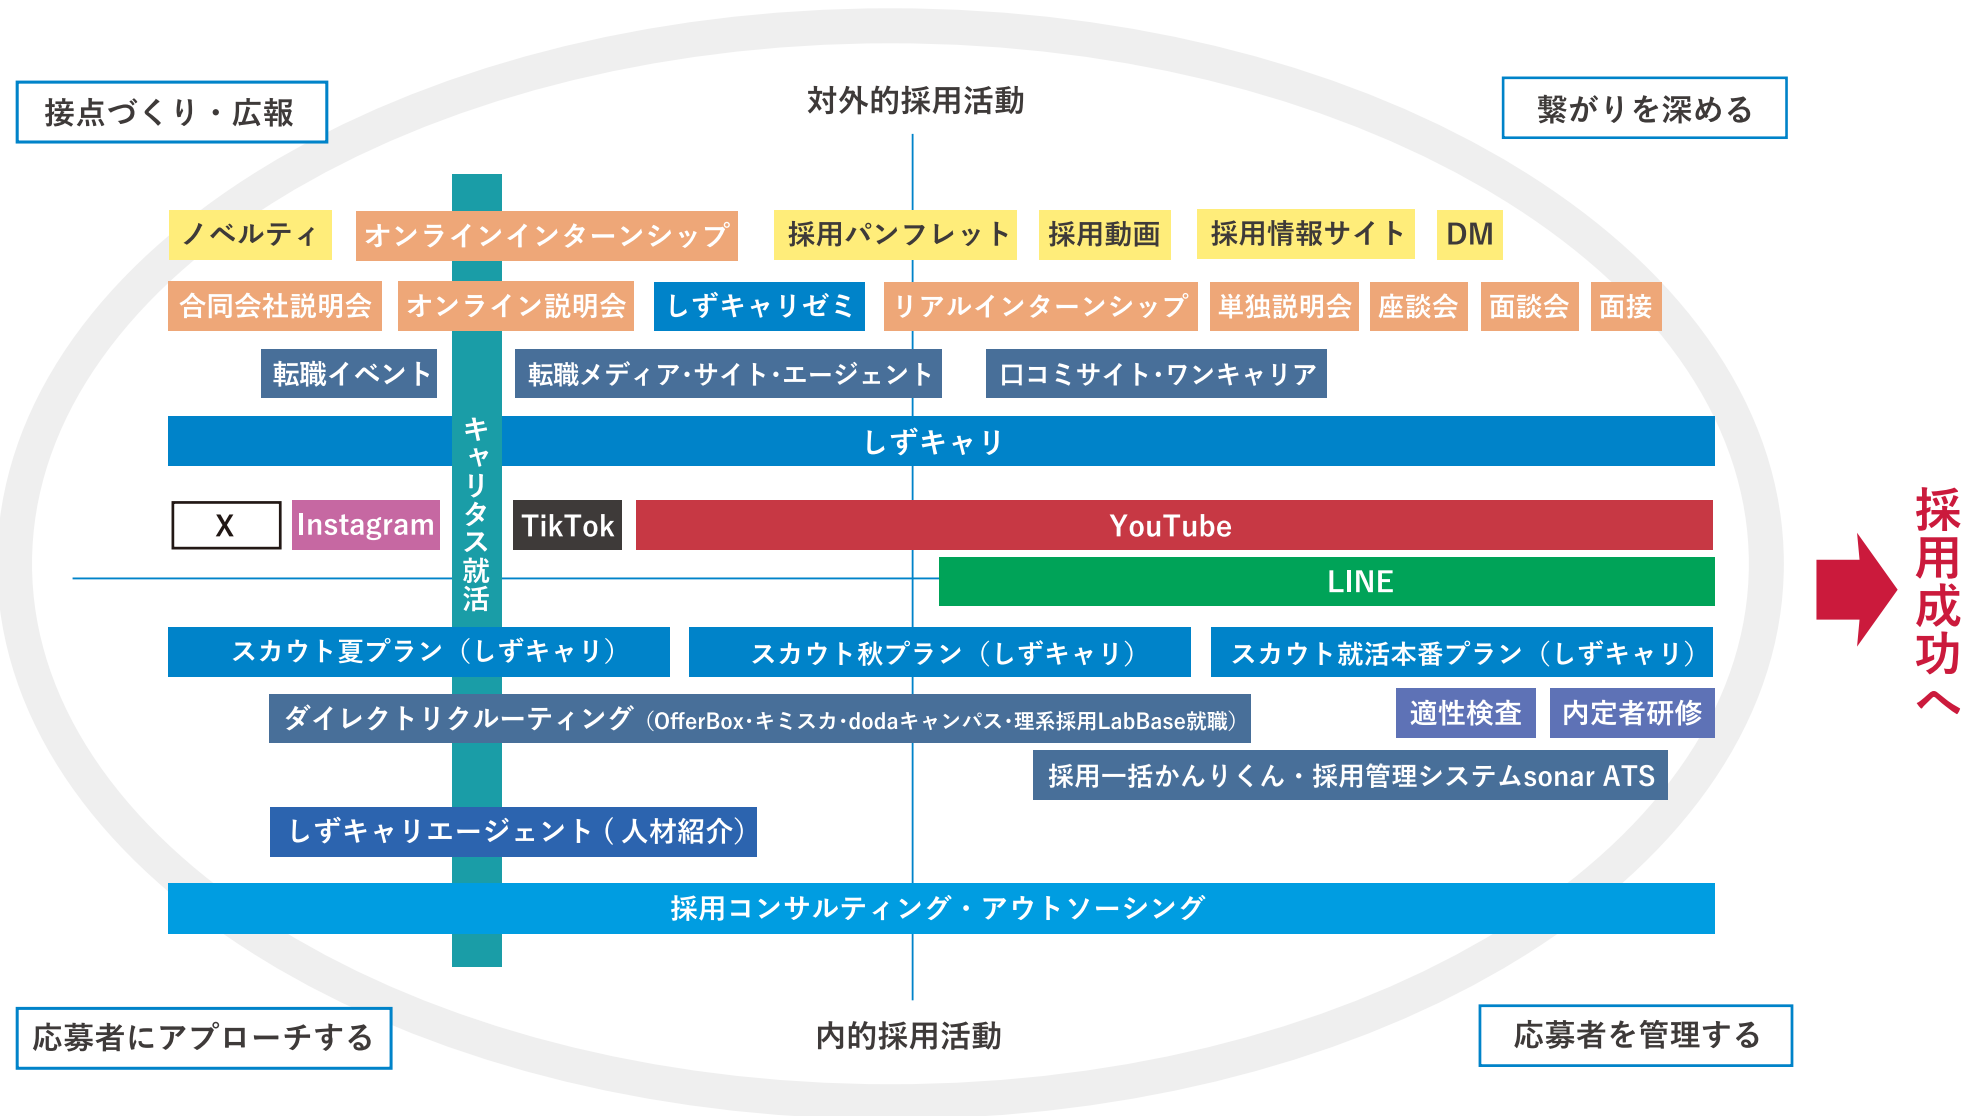 対外的採用活動
接点づくり・広報
繋がりを深める
ノベルティ
オンラインインターンシップ
採用パンフレット
採用動画
採用情報サイト
DM
合同会社説明会
オンライン説明会
しずキャリゼミ
リアルインターンシップ
単独説明会
座談会
面談会
面接
転職イベント
転職メディア・サイト・エージェント
口コミサイト・ワンキャリア
しずキャリ
キャリタス就活
X
Instagram
TikTok
YouTube
LINE
採用成功へ
スカウト夏プラン（しずキャリ）
スカウト秋プラン（しずキャリ）
スカウト就活本番プラン（しずキャリ）
ダイレクトリクルーティング（OfferBox・キミスカ・dodaキャンパス・理系採用LabBase就職）
適性検査
内定者研修
採用一括かんりくん・採用管理システムsonar ATS
しずキャリエージェント（人材紹介）
採用コンサルティング・アウトソーシング
応募者にアプローチする
内的採用活動
応募者を管理する